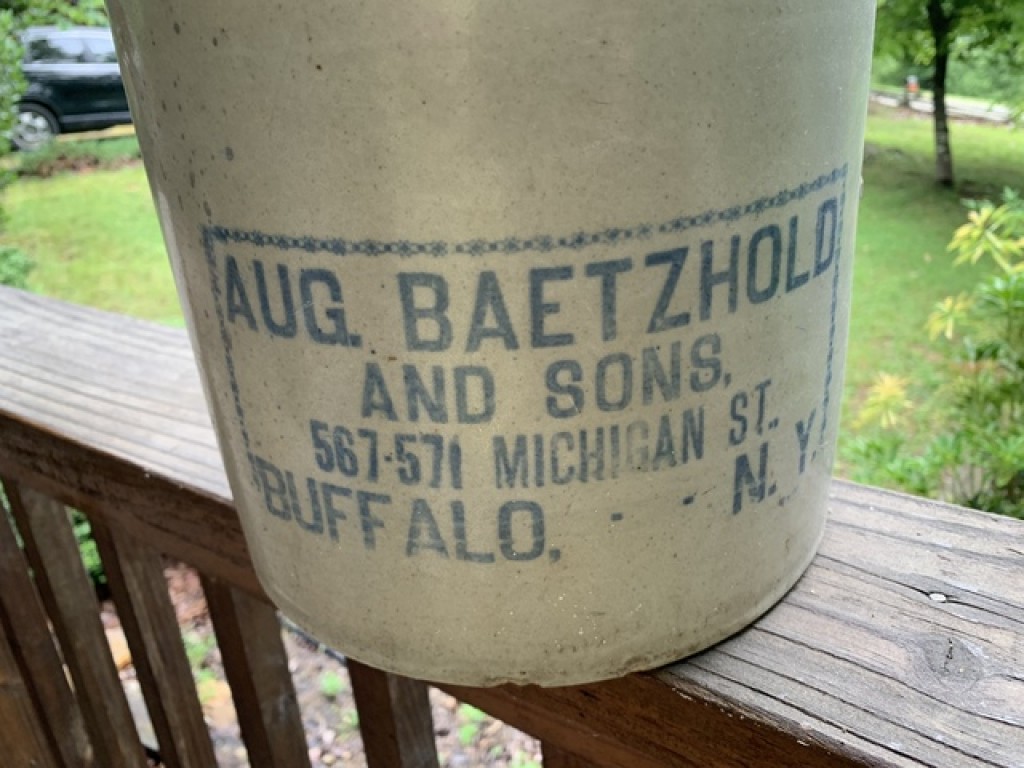 AUG. BAETZHOLD
AND SONS,
567-571 MICHIGAN ST.
BUFFALO, - - N. Y.